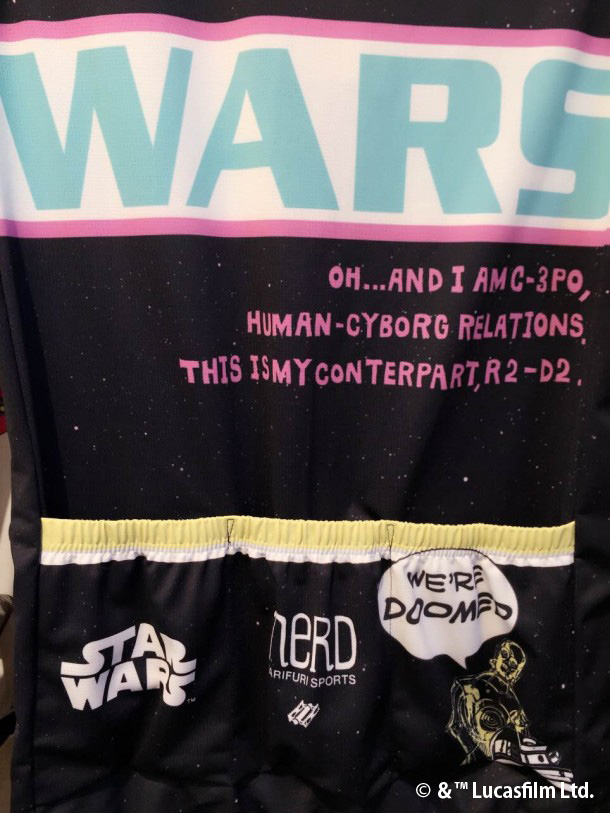 WARS
OH...AND I AM C-3PO,
HUMAN-CYBORG RELATIONS.
THIS IS MY CONTERPART, R2-D2.
WE'RE
DOOMED
STAR
WARS™
NERD
ARIFURI SPORTS
© &™ Lucasfilm Ltd.